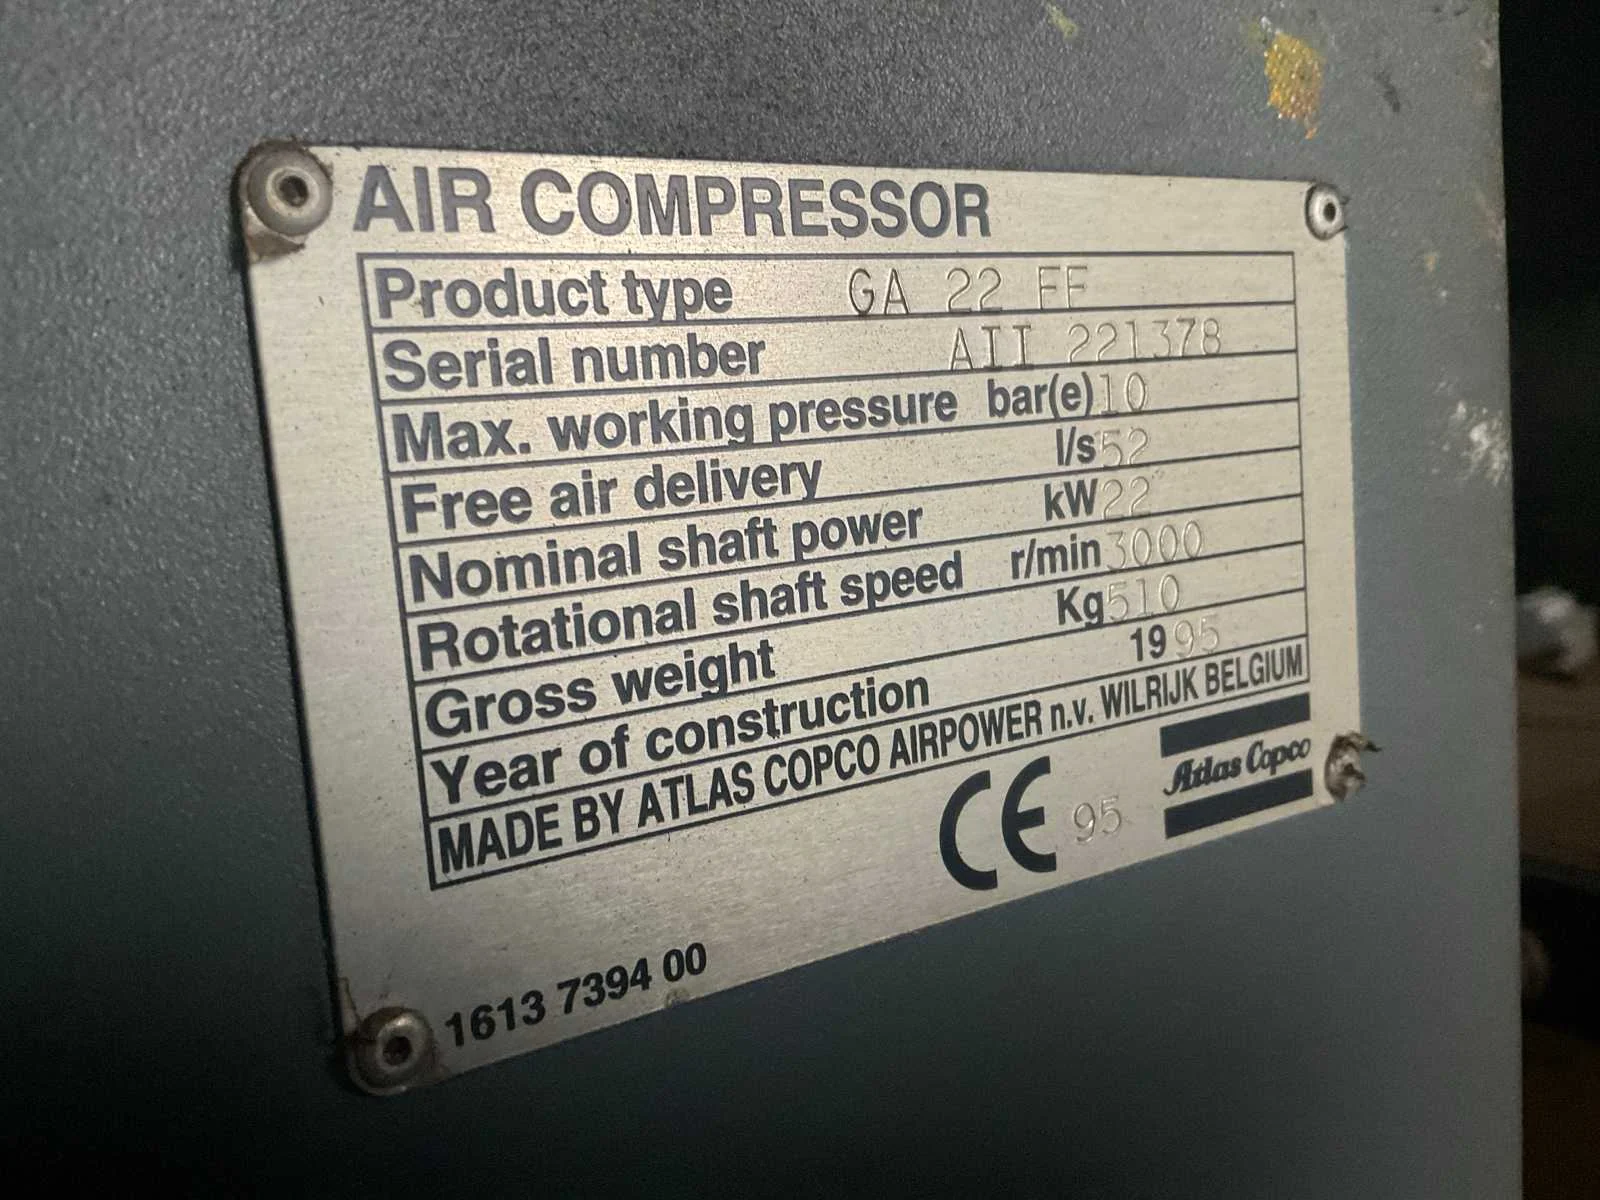 AIR COMPRESSOR
Product type GA 22 FF
Serial number AII 221378
Max. working pressure bar(e) 10
Free air delivery l/s 52
Nominal shaft power kW 22
Rotational shaft speed r/min 3000
Gross weight Kg 510
Year of construction 1995
MADE BY ATLAS COPCO AIRPOWER n.v. WILRIJK BELGIUM
CE 95
Atlas Copco
1613 7394 00